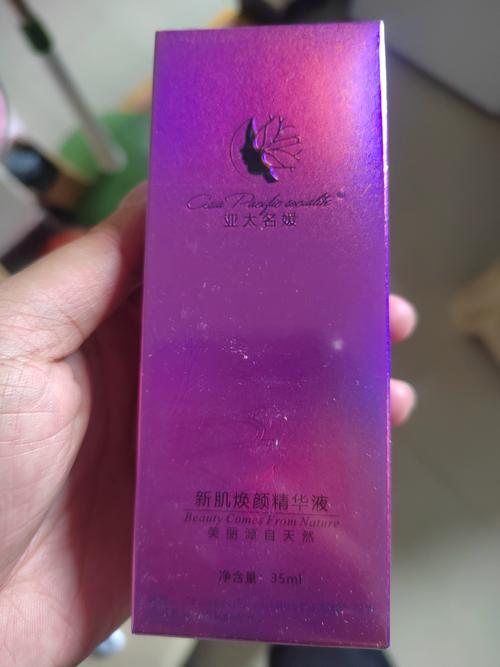 Asia Pacific socialite
亚太名媛
新肌焕颜精华液
Beauty Comes From Nature
美丽源自天然
净含量: 35ml